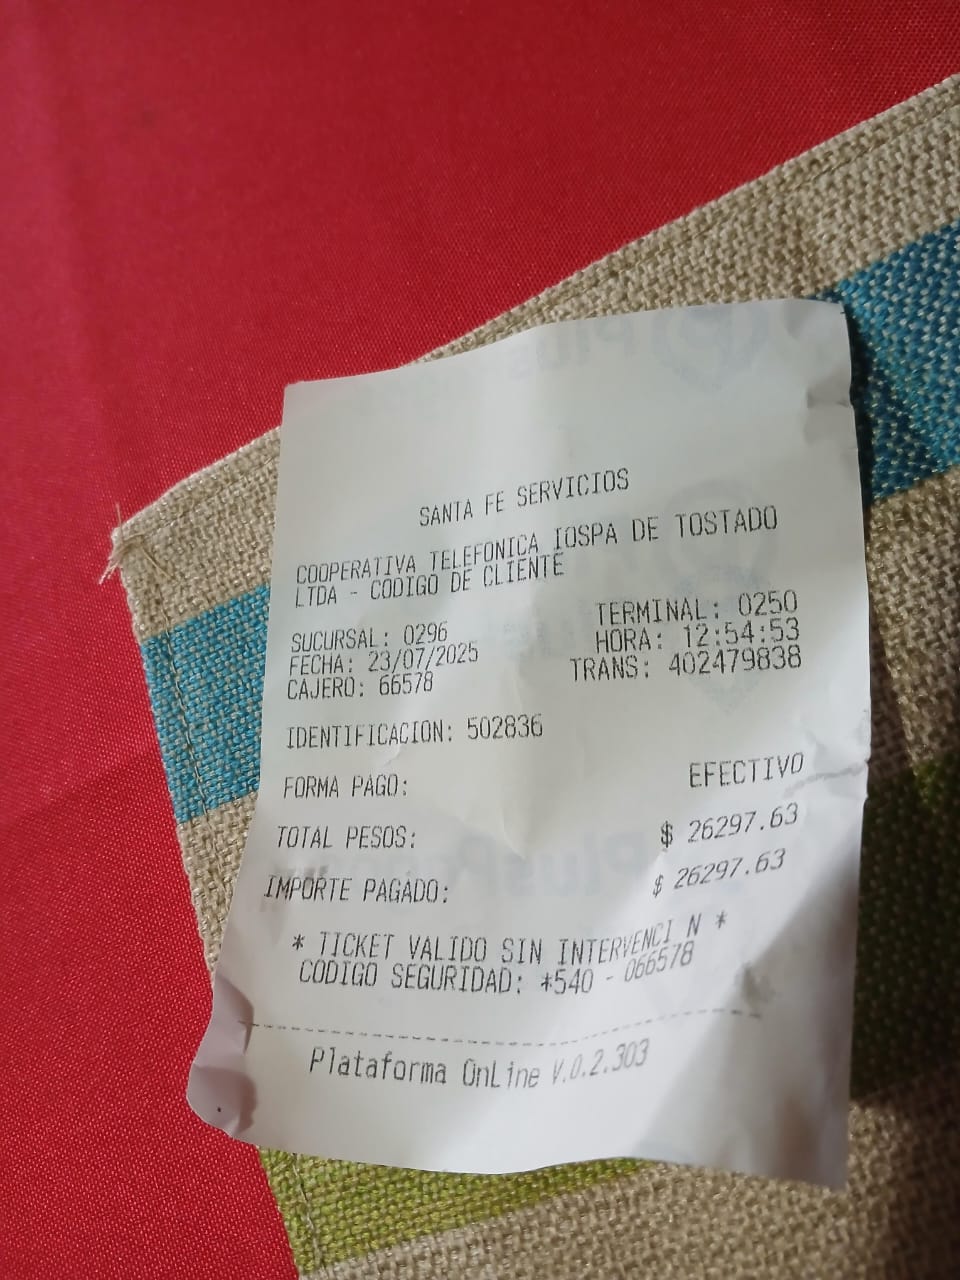 SANTA FE SERVICIOS
COOPERATIVA TELEFONICA IOSPA DE TOSTADO
LTDA - CODIGO DE CLIENTE
SUCURSAL: 0296 TERMINAL: 0250
FECHA: 23/07/2025 HORA: 12:54:53
CAJERO: 66578 TRANS: 402479838
IDENTIFICACION: 502836
FORMA PAGO: EFECTIVO
TOTAL PESOS: $ 26297.63
IMPORTE PAGADO: $ 26297.63
* TICKET VALIDO SIN INTERVENCI N *
CODIGO SEGURIDAD: *540 - 066578
Plataforma OnLine V.0.2.303